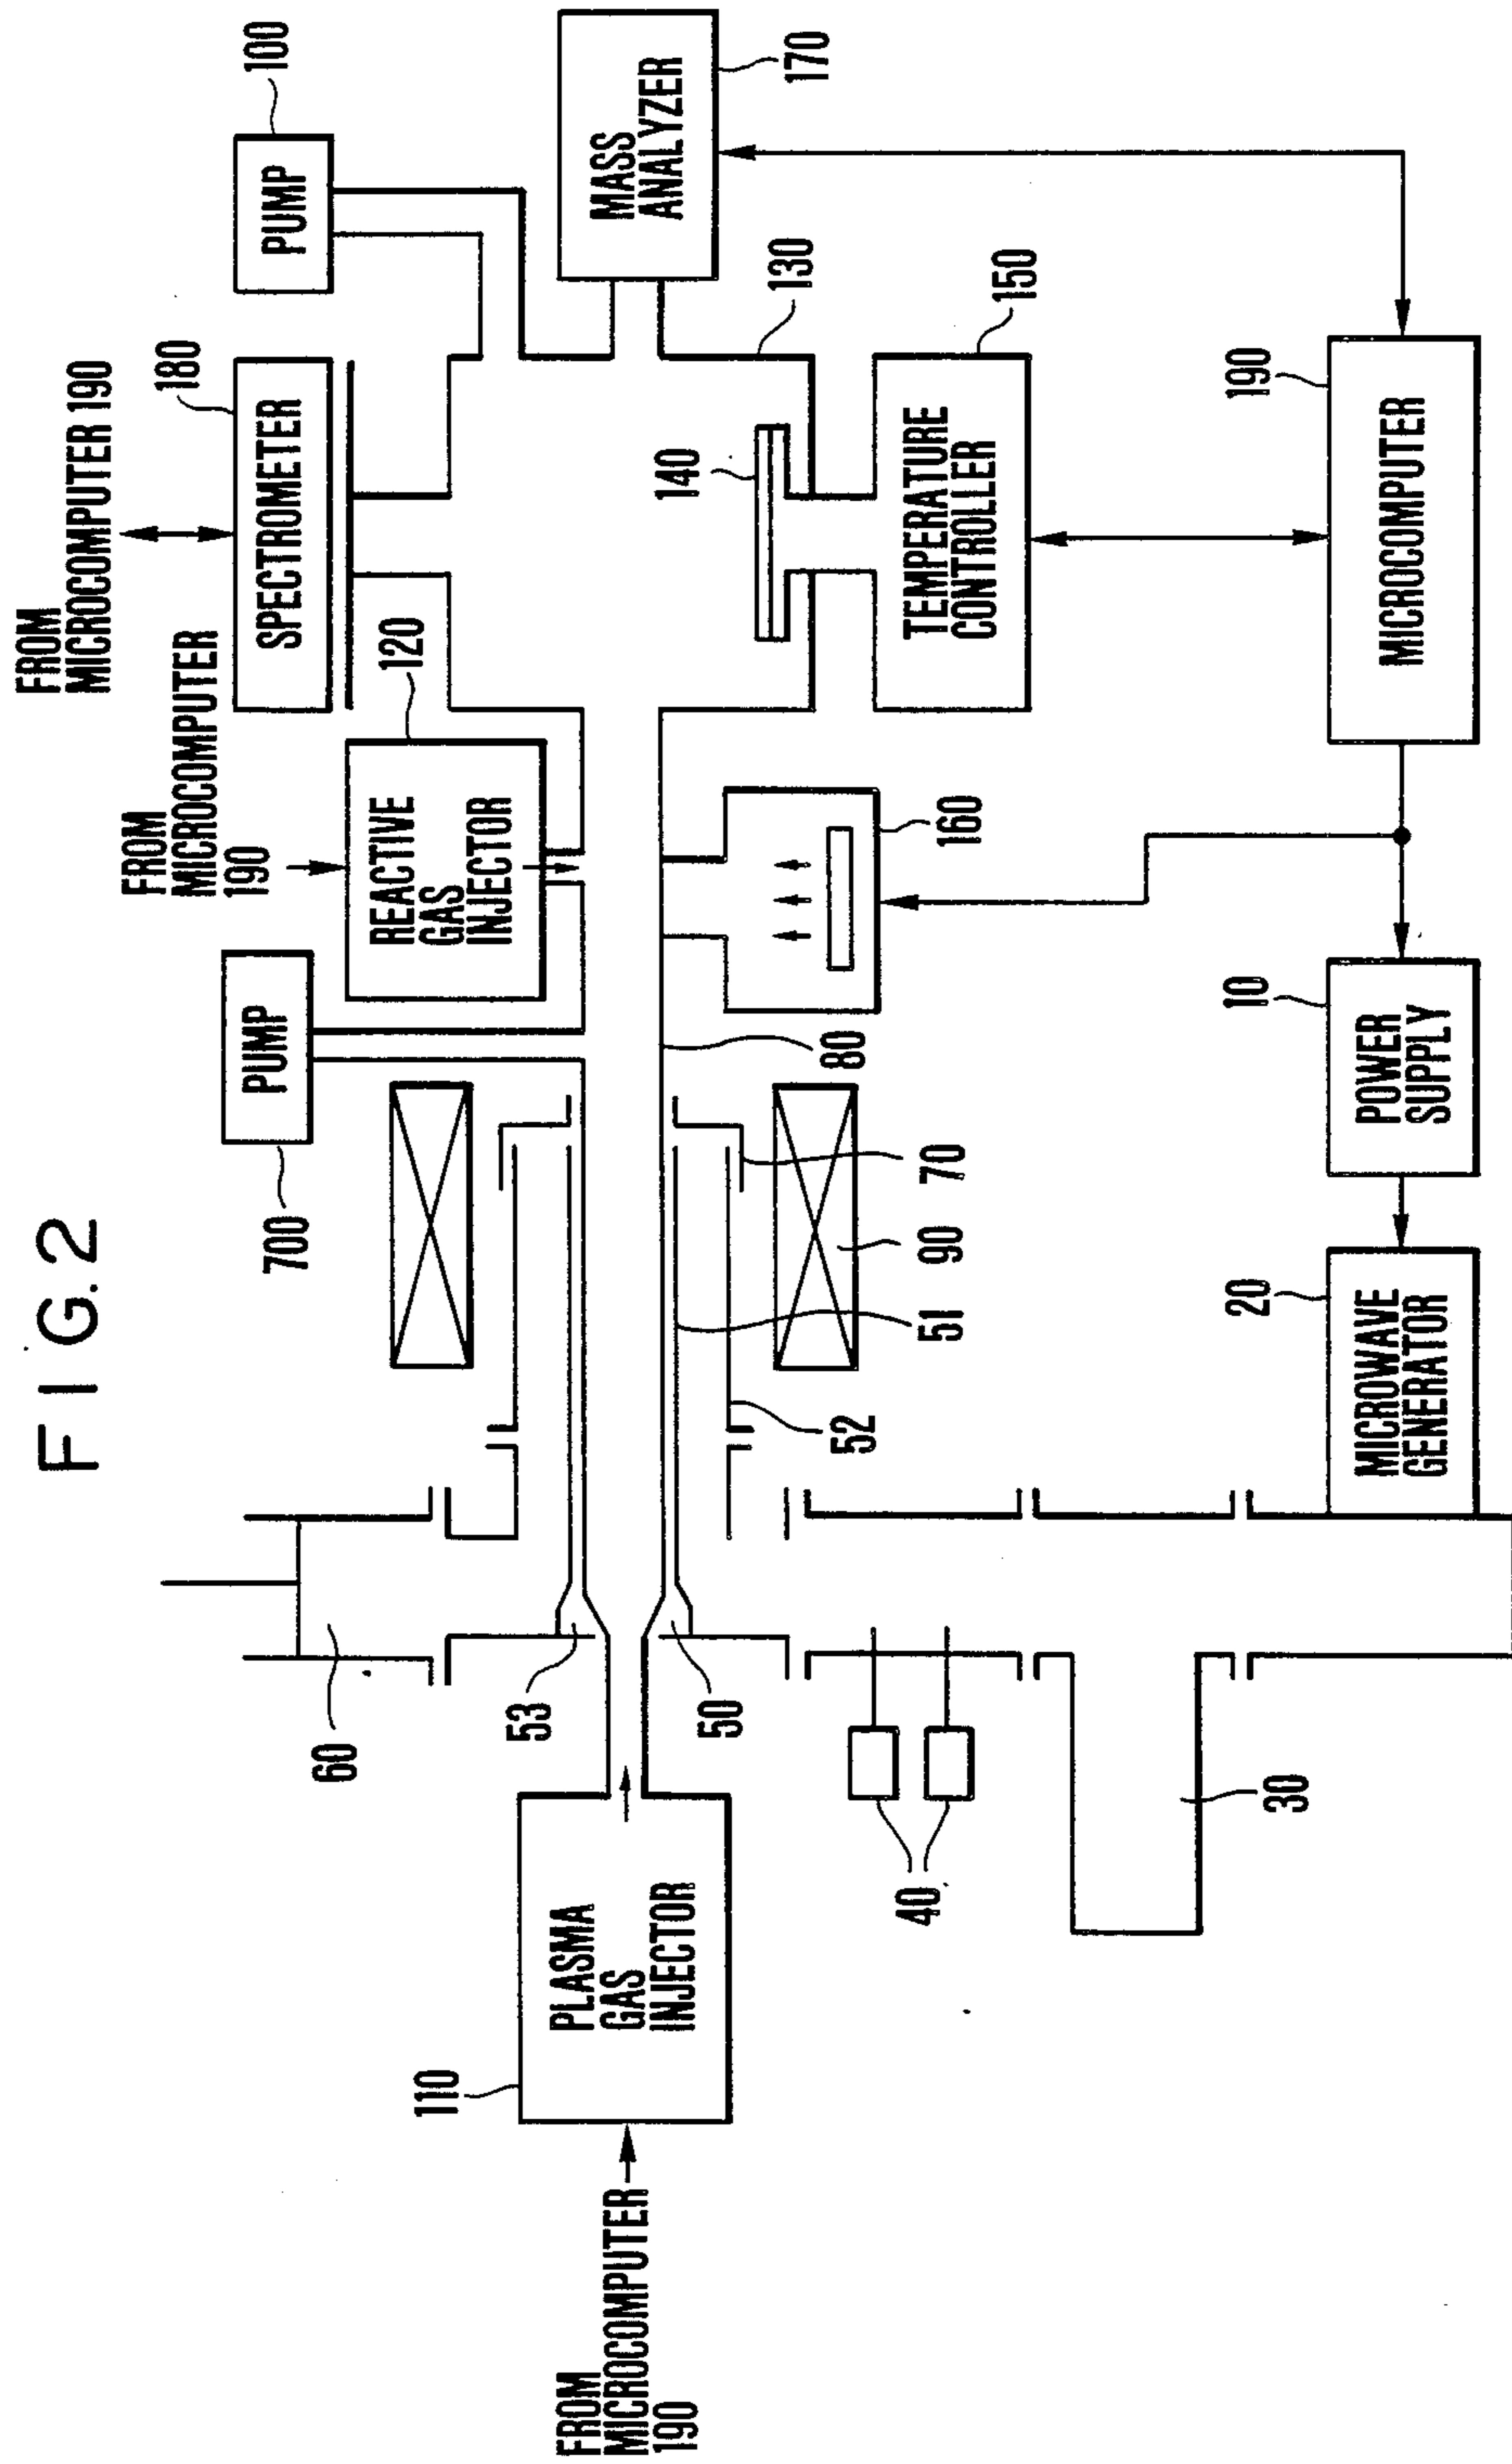 FIG. 2
FROM
MICROCOMPUTER 190
180
SPECTROMETER
100
PUMP
FROM
MICROCOMPUTER
190
120
REACTIVE
GAS
INJECTOR
PUMP
700
MASS
ANALYZER
170
130
140
150
TEMPERATURE
CONTROLLER
160
80
70
90
51
52
60
53
50
110
PLASMA
GAS
INJECTOR
FROM
MICROCOMPUTER
190
40
30
190
MICROCOMPUTER
10
POWER
SUPPLY
20
MICROWAVE
GENERATOR